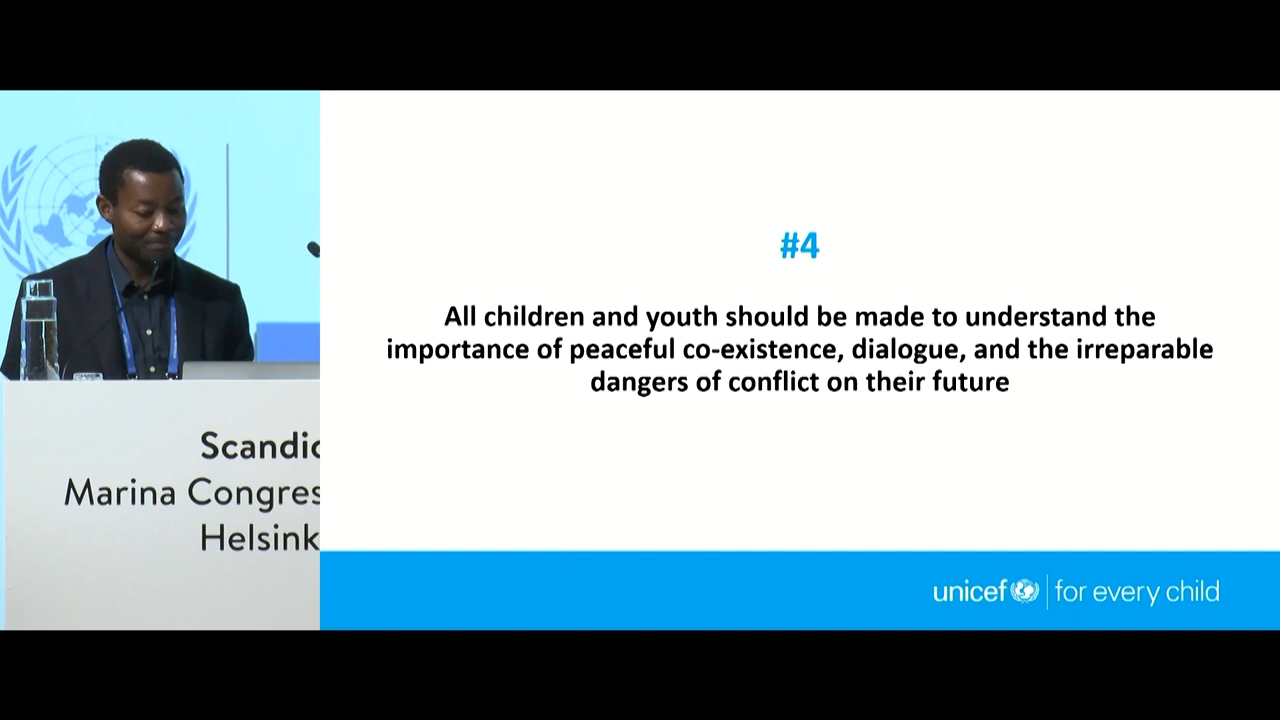 Scandic
Marina Congres
Helsink
#4
All children and youth should be made to understand the
importance of peaceful co-existence, dialogue, and the irreparable
dangers of conflict on their future
unicef for every child